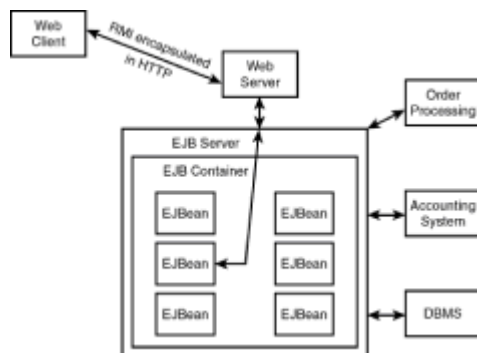 Web
Client
RMI encapsulated
in HTTP
Web
Server
Order
Processing
EJB Server
EJB Container
EJBean
EJBean
Accounting
System
EJBean
EJBean
EJBean
EJBean
DBMS